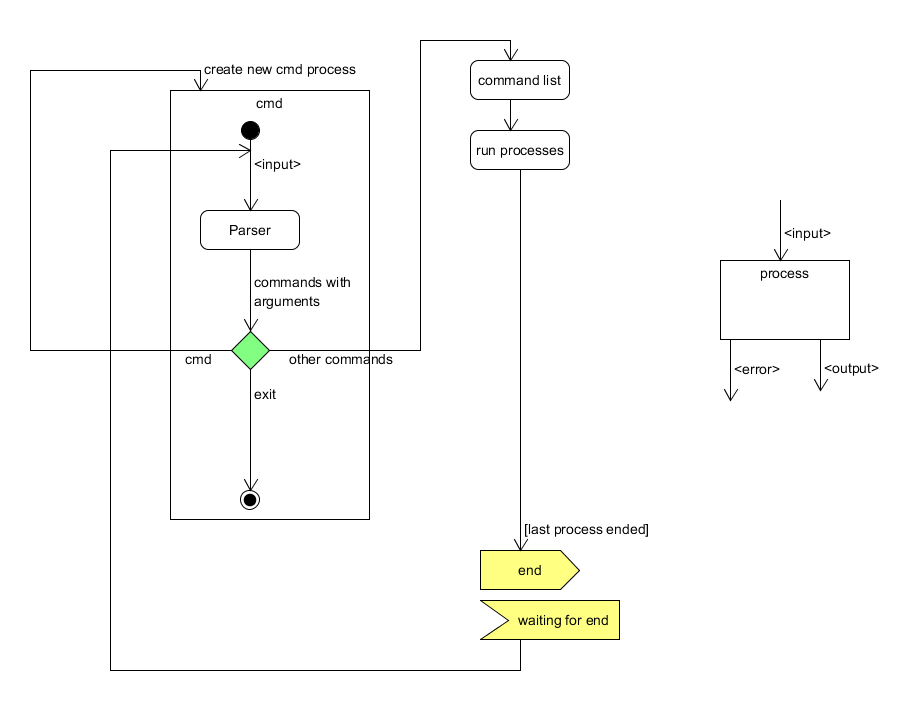 create new cmd process
cmd
<input>
Parser
commands with
arguments
cmd
other commands
exit
command list
run processes
[last process ended]
end
waiting for end
<input>
process
<error>
<output>